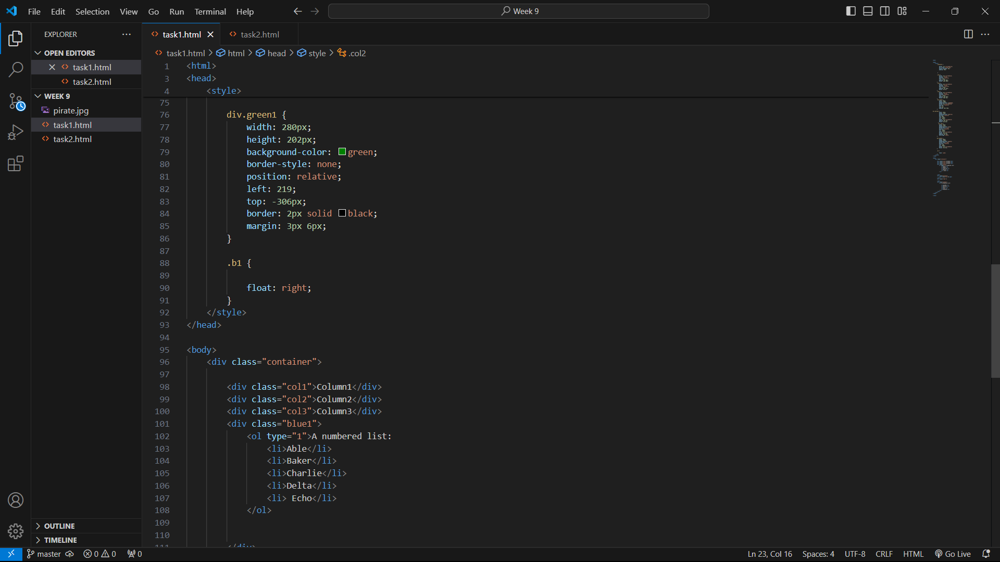 File Edit Selection View Go Run Terminal Help
Week 9
EXPLORER
OPEN EDITORS
task1.html
task2.html
WEEK 9
pirate.jpg
task1.html
task2.html
OUTLINE
TIMELINE
task1.html task2.html
task1.html > html > head > style > .col2
1 <html>
3 <head>
4 <style>
75
76 div.green1 {
77 width: 280px;
78 height: 202px;
79 background-color: green;
80 border-style: none;
81 position: relative;
82 left: 219;
83 top: -306px;
84 border: 2px solid black;
85 margin: 3px 6px;
86 }
87
88 .b1 {
89
90 float: right;
91 }
92 </style>
93 </head>
94
95 <body>
96 <div class="container">
97
98 <div class="col1">Column1</div>
99 <div class="col2">Column2</div>
100 <div class="col3">Column3</div>
101 <div class="blue1">
102 <ol type="1">A numbered list:
103 <li>Able</li>
104 <li>Baker</li>
105 <li>Charlie</li>
106 <li>Delta</li>
107 <li> Echo</li>
108 </ol>
109
110
111 </div>
master 0 0 0 Ln 23, Col 16 Spaces: 4 UTF-8 CRLF HTML Go Live